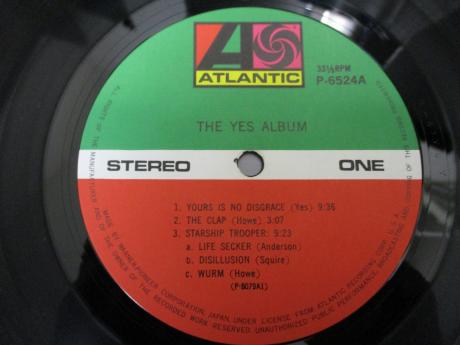 ATLANTIC
33⅓RPM
P-6524A
THE YES ALBUM
STEREO
ONE
1. YOURS IS NO DISGRACE (Yes) 9:36
2. THE CLAP (Howe) 3:07
3. STARSHIP TROOPER: 9:23
a. LIFE SECKER (Anderson)
b. DISILLUSION (Squire)
c. WURM (Howe)
(P-6079A1)
MADE BY WARNER-PIONEER CORPORATION, JAPAN, UNDER LICENSE FROM ATLANTIC RECORDING CORP., U.S.A.
ALL RIGHTS OF THE MANUFACTURER AND OF THE OWNER OF THE RECORDED WORK RESERVED. UNAUTHORIZED PUBLIC PERFORMANCE, BROADCASTING AND COPYING OF THIS RECORD PROHIBITED